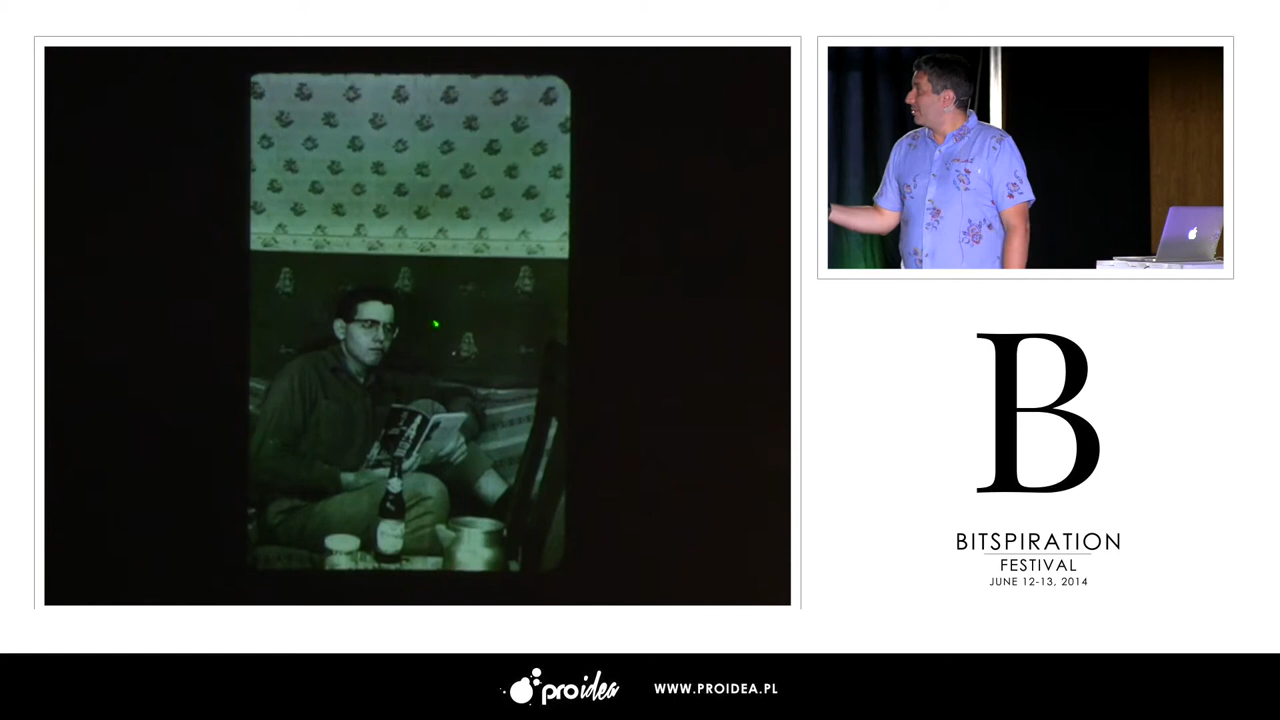 B
BITSPIRATION
FESTIVAL
JUNE 12-13, 2014
proidea
WWW.PROIDEA.PL